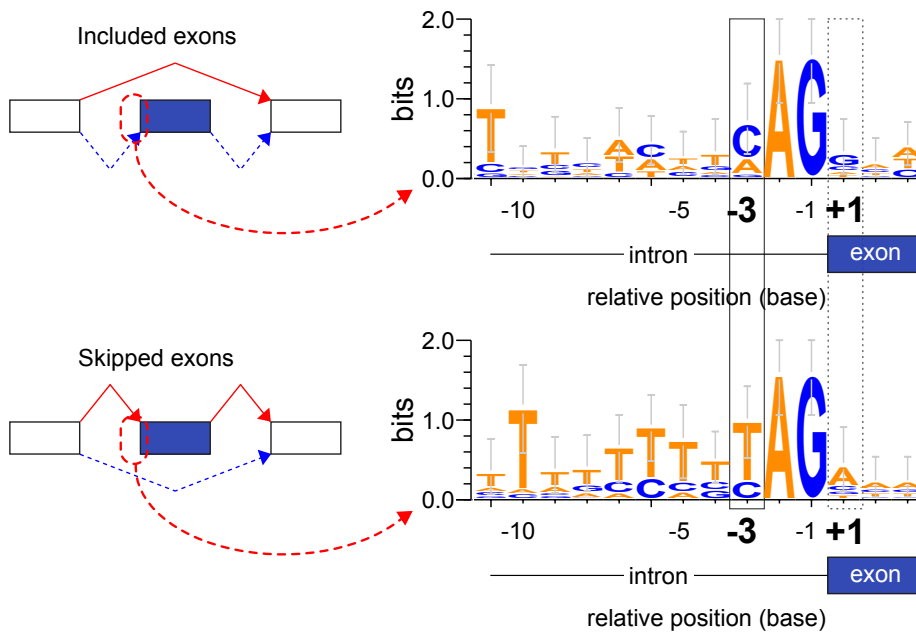 Included exons
bits
2.0
1.0
0.0
T C A C T T C A G G A
-10 -5 -3 -1 +1
intron exon
relative position (base)
Skipped exons
bits
2.0
1.0
0.0
T T T T T T T T T A G A
-10 -5 -3 -1 +1
intron exon
relative position (base)